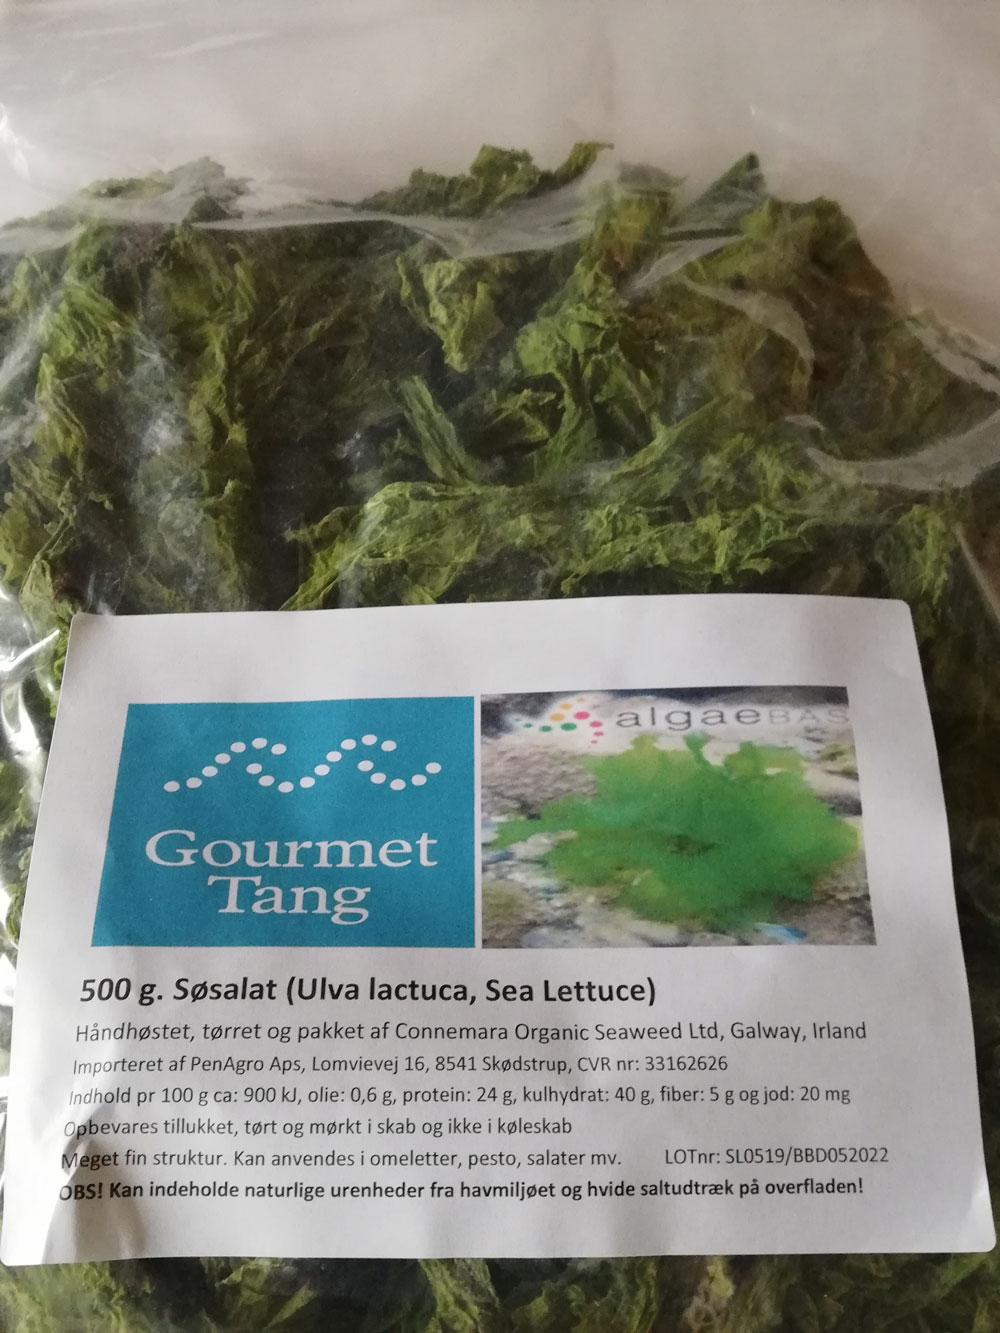 Gourmet
Tang
algaeBAS
500 g. Søsalat (Ulva lactuca, Sea Lettuce)
Håndhøstet, tørret og pakket af Connemara Organic Seaweed Ltd, Galway, Irland
Importeret af PenAgro Aps, Lomvievej 16, 8541 Skødstrup, CVR nr: 33162626
Indhold pr 100 g ca: 900 kJ, olie: 0,6 g, protein: 24 g, kulhydrat: 40 g, fiber: 5 g og jod: 20 mg
Opbevares tillukket, tørt og mørkt i skab og ikke i køleskab
Meget fin struktur. Kan anvendes i omeletter, pesto, salater mv. LOTnr: SL0519/BBD052022
OBS! Kan indeholde naturlige urenheder fra havmiljøet og hvide saltudtræk på overfladen!